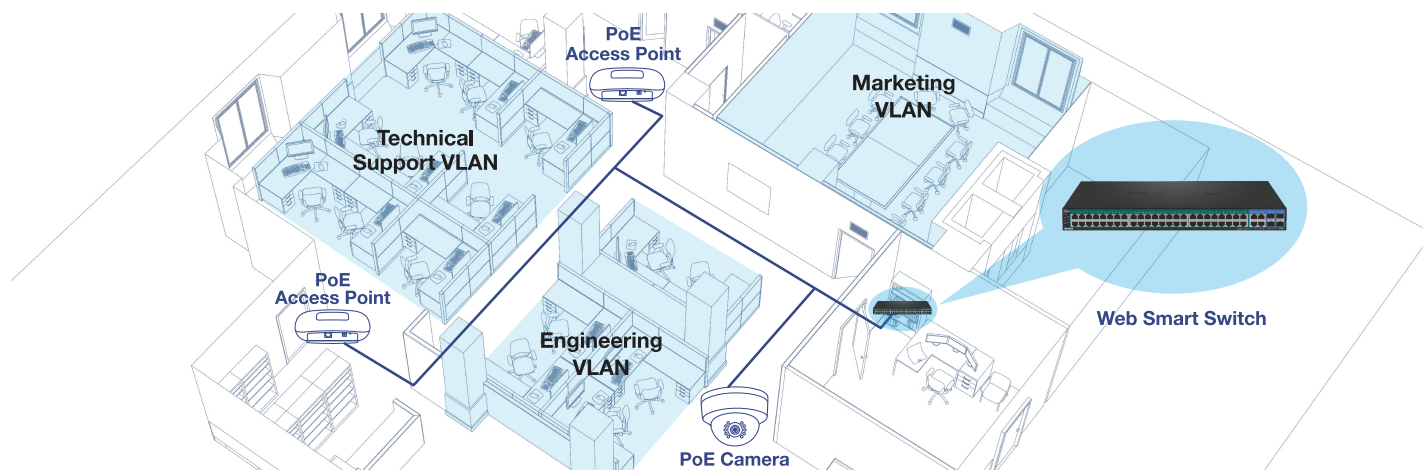 PoE
Access Point
Marketing
VLAN
Technical
Support VLAN
PoE
Access Point
Web Smart Switch
Engineering
VLAN
PoE Camera